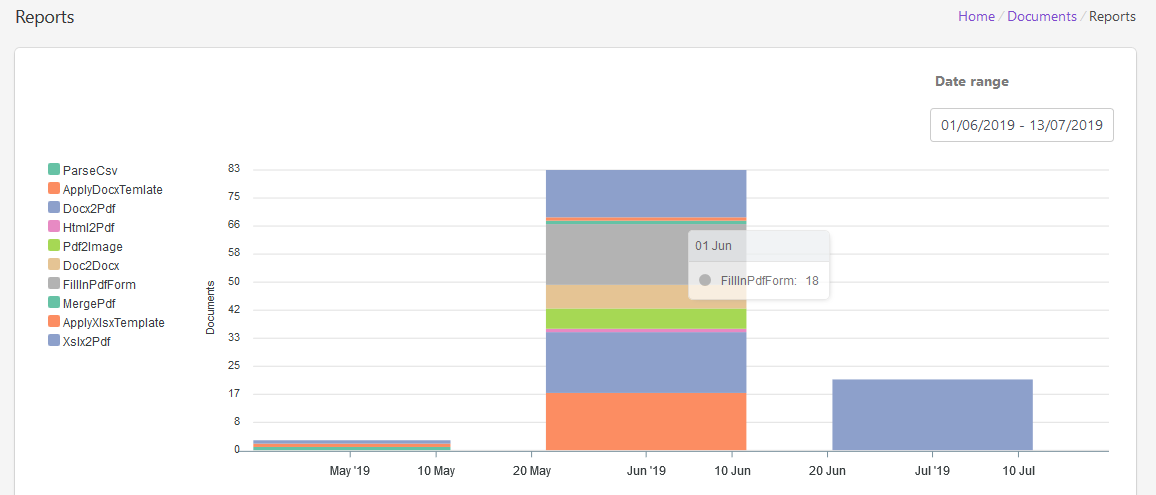 Reports
Home / Documents / Reports
Date range
01/06/2019 - 13/07/2019
ParseCsv
ApplyDocxTemlate
Docx2Pdf
Html2Pdf
Pdf2Image
Doc2Docx
FillInPdfForm
MergePdf
ApplyXlsxTemplate
Xslx2Pdf
Documents
83
75
66
58
50
42
33
25
17
8
0
01 Jun
FillInPdfForm: 18
May '19
10 May
20 May
Jun '19
10 Jun
20 Jun
Jul '19
10 Jul